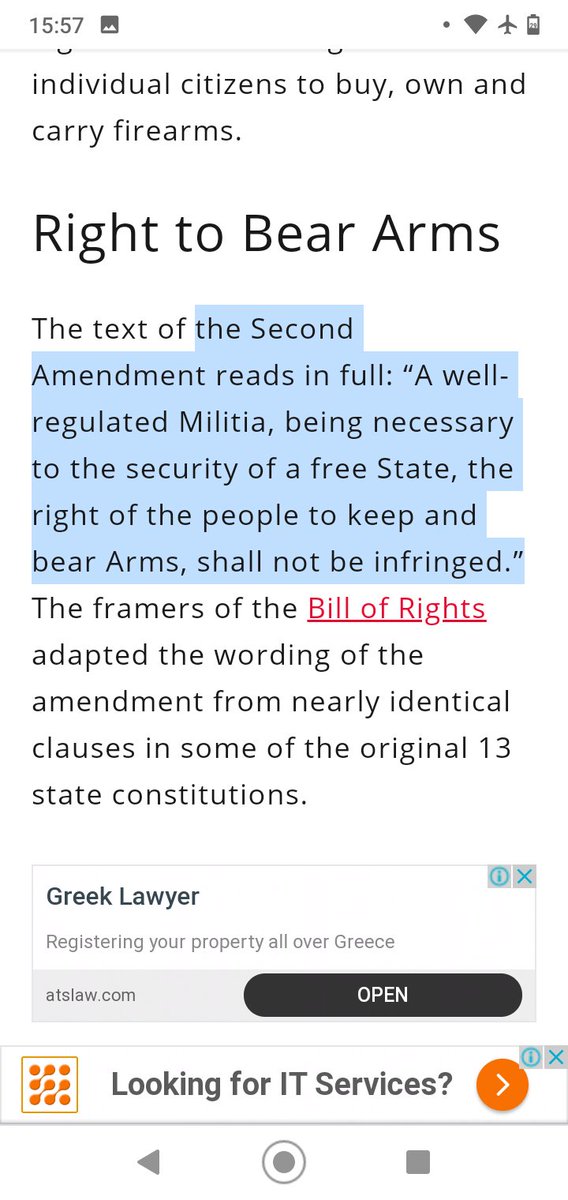 15:57
individual citizens to buy, own and
carry firearms.
Right to Bear Arms
The text of the Second
Amendment reads in full: “A well-
regulated Militia, being necessary
to the security of a free State, the
right of the people to keep and
bear Arms, shall not be infringed.”
The framers of the Bill of Rights
adapted the wording of the
amendment from nearly identical
clauses in some of the original 13
state constitutions.
Greek Lawyer
Registering your property all over Greece
atslaw.com
OPEN
Looking for IT Services?